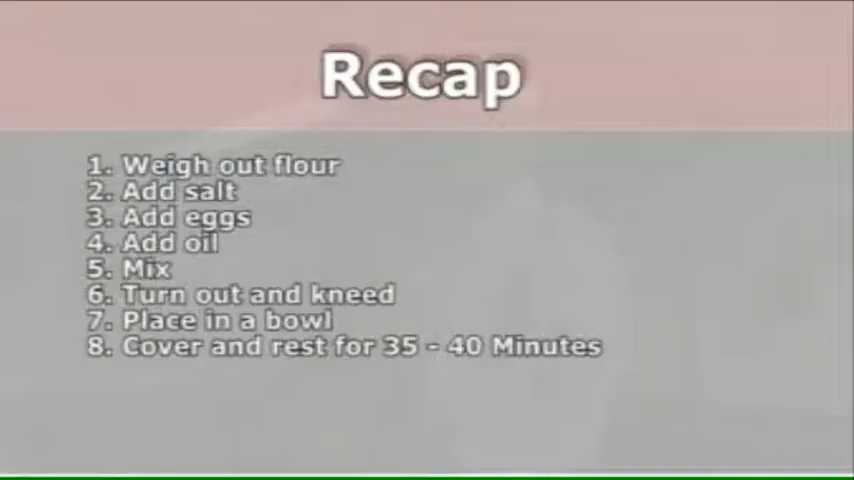 Recap
1. Weigh out flour
2. Add salt
3. Add eggs
4. Add oil
5. Mix
6. Turn out and kneed
7. Place in a bowl
8. Cover and rest for 35 - 40 Minutes